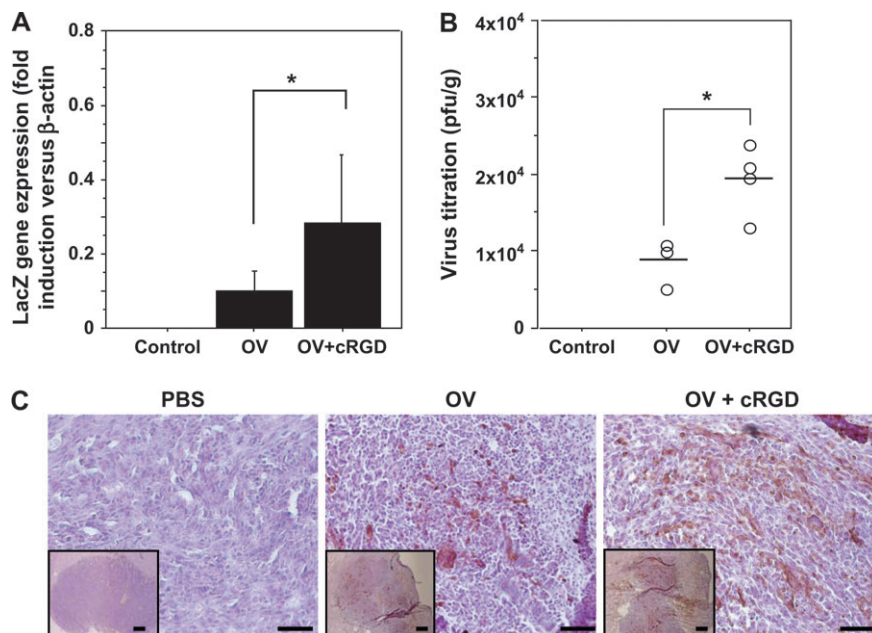 A
LacZ gene ezpression (fold
induction versus β-actin
0.8
0.6
0.4
0.2
0
*
Control OV OV+cRGD
B
Virus titration (pfu/g)
4x10⁴
3x10⁴
2x10⁴
1x10⁴
0
*
Control OV OV+cRGD
C
PBS OV OV + cRGD